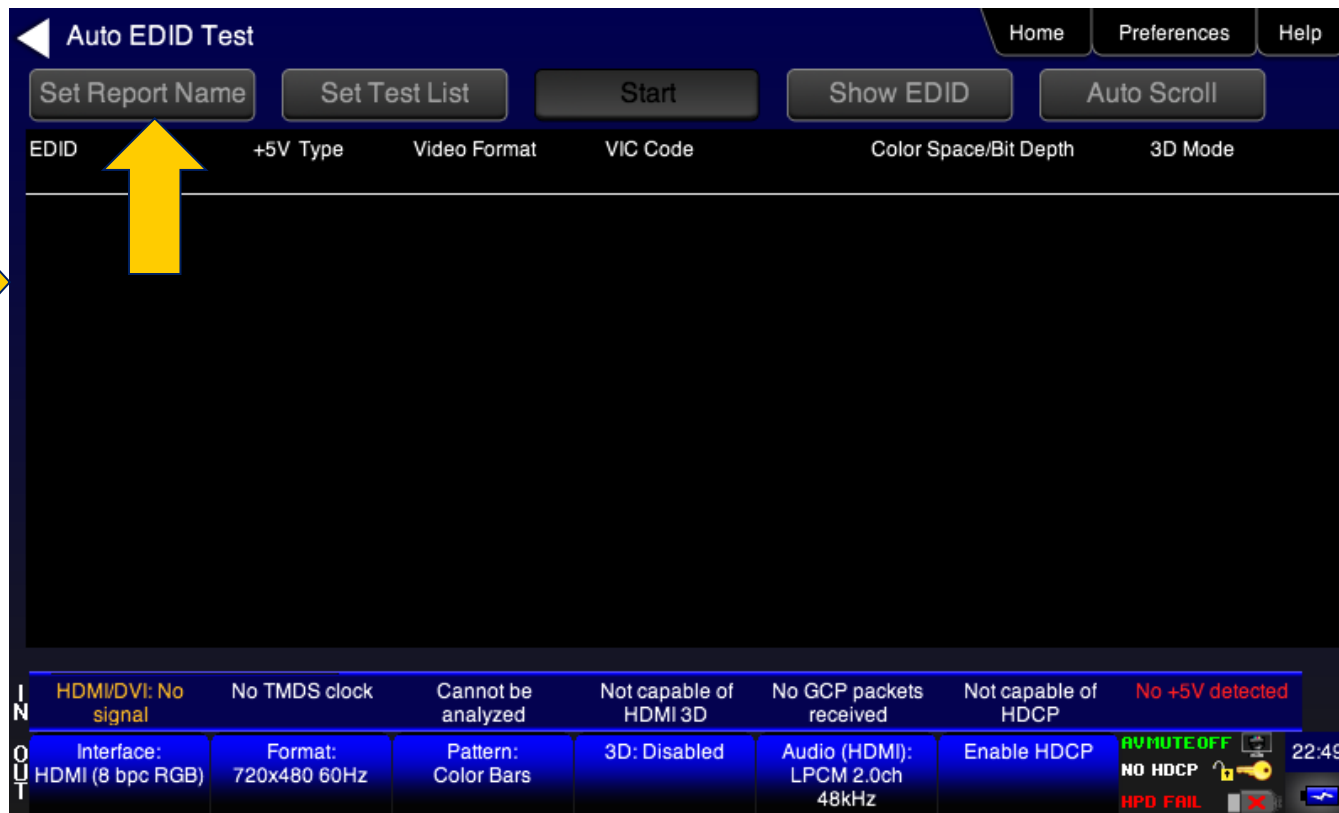 Auto EDID Test
Home
Preferences
Help
Set Report Name
Set Test List
Start
Show EDID
Auto Scroll
EDID
+5V Type
Video Format
VIC Code
Color Space/Bit Depth
3D Mode
IN
HDMI/DVI: No
signal
No TMDS clock
Cannot be
analyzed
Not capable of
HDMI 3D
No GCP packets
received
Not capable of
HDCP
No +5V detected
OUT
Interface:
HDMI (8 bpc RGB)
Format:
720x480 60Hz
Pattern:
Color Bars
3D: Disabled
Audio (HDMI):
LPCM 2.0ch
48kHz
Enable HDCP
AVMUTEOFF
NO HDCP
HPD FAIL
22:49